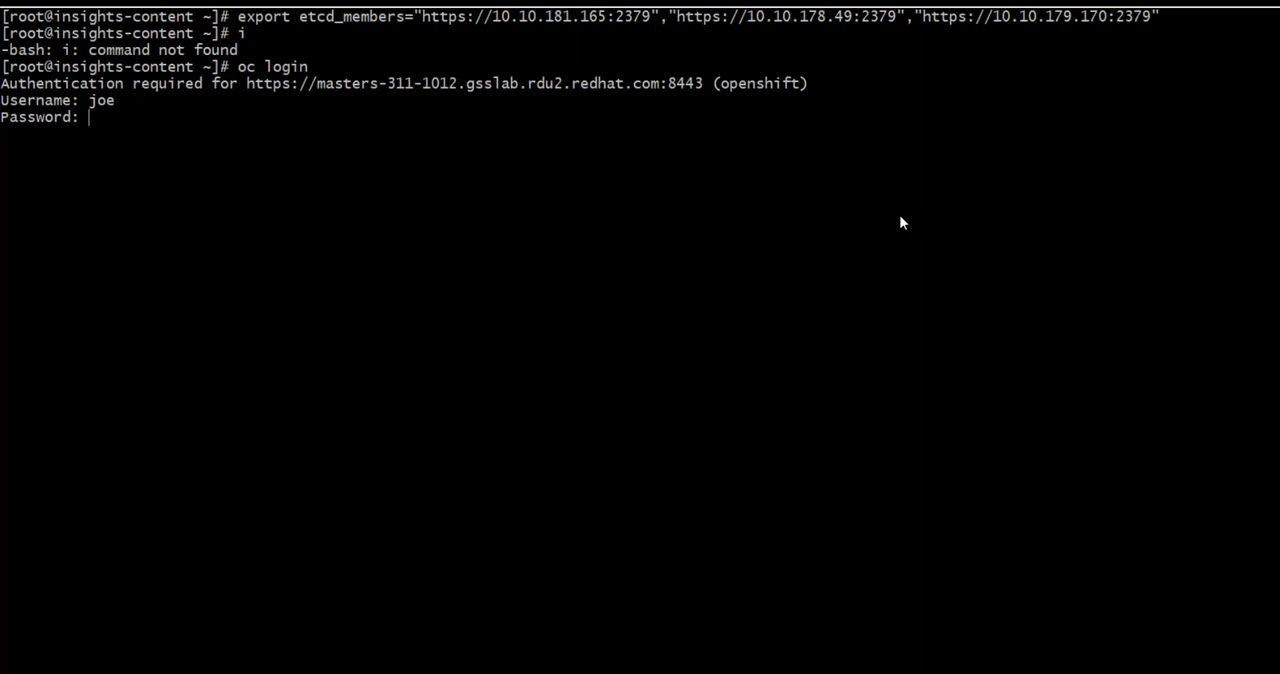 [root@insights-content ~]# export etcd_members="https://10.10.181.165:2379","https://10.10.178.49:2379","https://10.10.179.170:2379"
[root@insights-content ~]# i
-bash: i: command not found
[root@insights-content ~]# oc login
Authentication required for https://masters-311-1012.gsslab.rdu2.redhat.com:8443 (openshift)
Username: joe
Password: